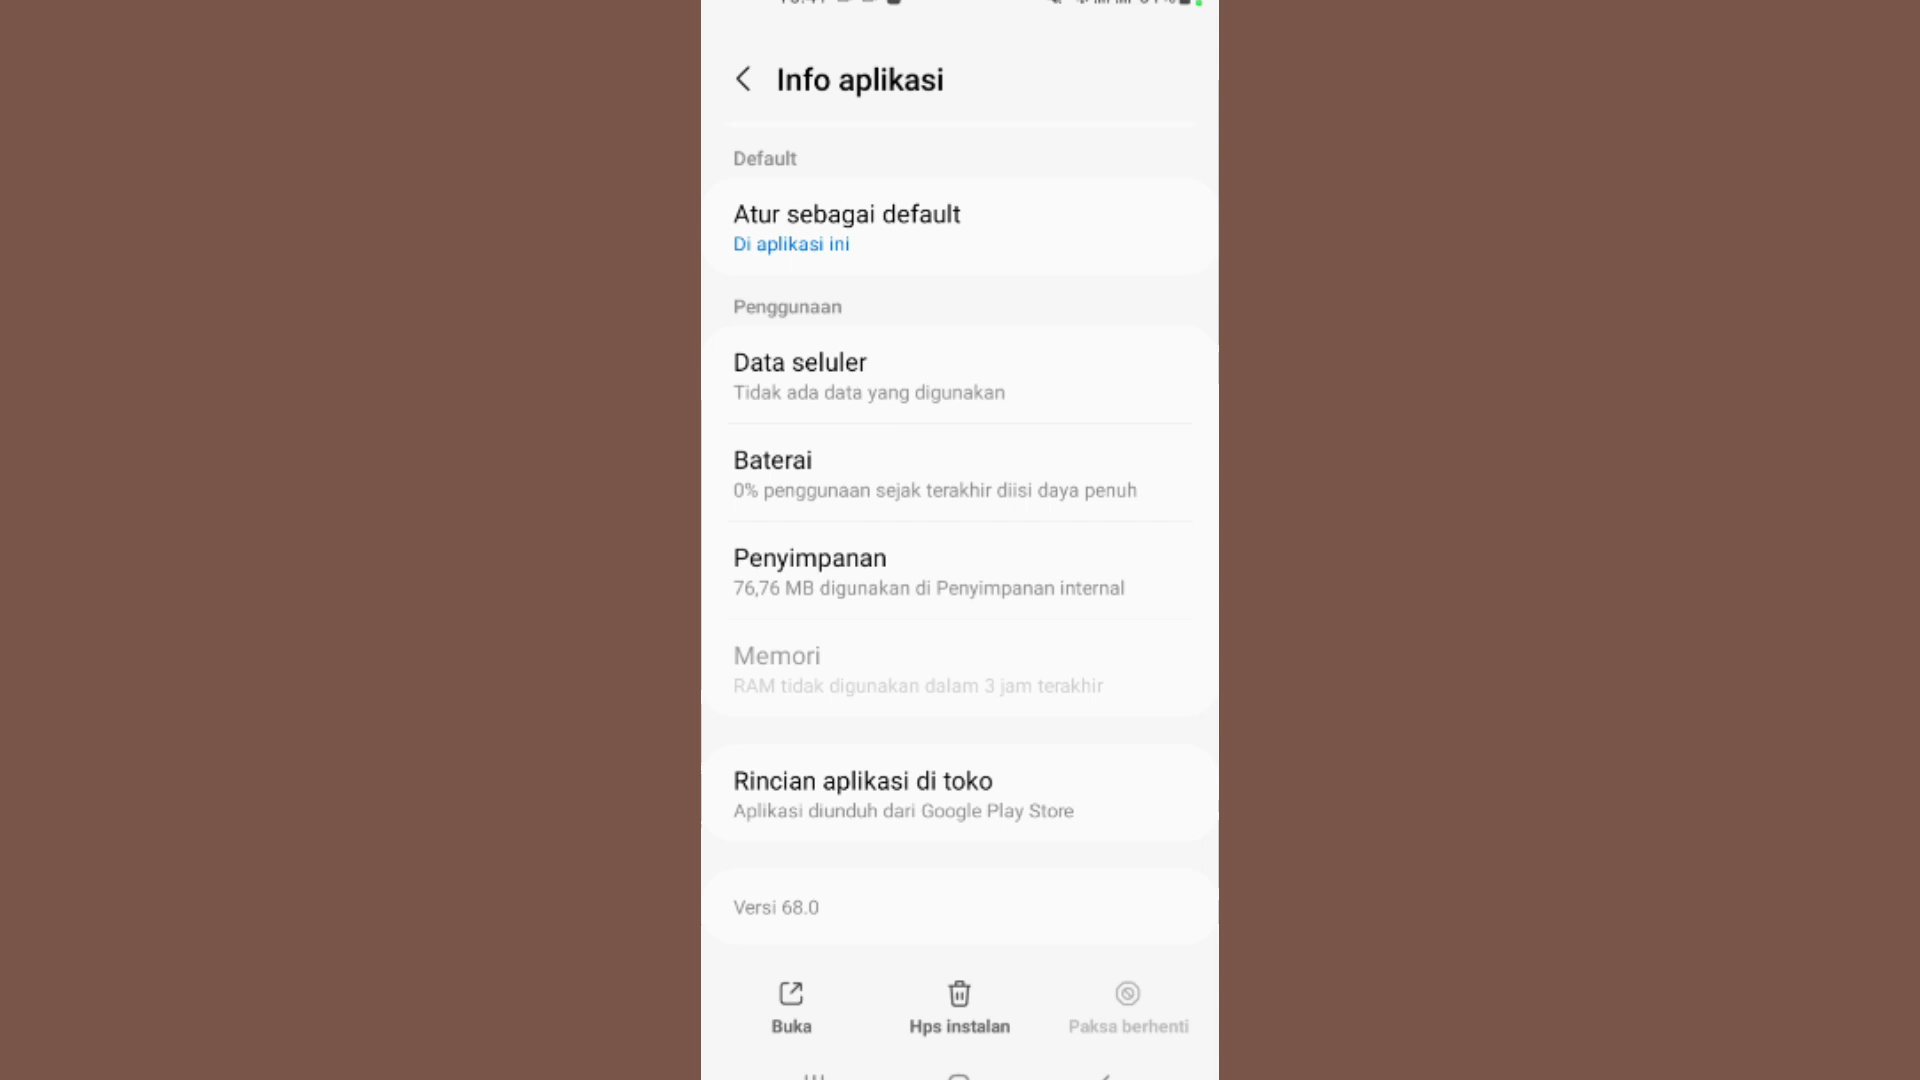 Info aplikasi
Default
Atur sebagai default
Di aplikasi ini
Penggunaan
Data seluler
Tidak ada data yang digunakan
Baterai
0% penggunaan sejak terakhir diisi daya penuh
Penyimpanan
76,76 MB digunakan di Penyimpanan internal
Memori
RAM tidak digunakan dalam 3 jam terakhir
Rincian aplikasi di toko
Aplikasi diunduh dari Google Play Store
Versi 68.0
Buka
Hps instalan
Paksa berhenti